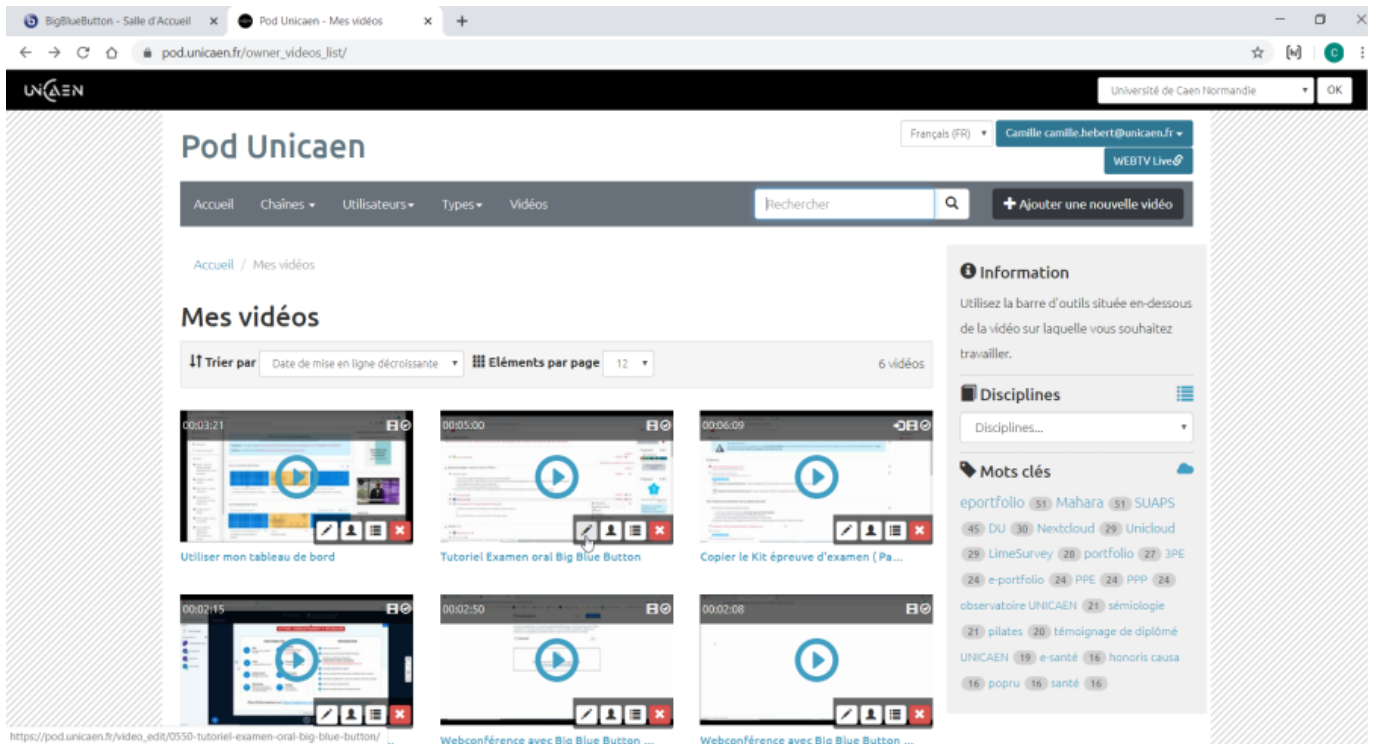 BigBlueButton - Salle d'Accueil
Pod Unicaen - Mes vidéos
pod.unicaen.fr/owner_videos_list/
C
UNICAEN
Université de Caen Normandie
OK
Pod Unicaen
Français (FR)
Camille camille.hebert@unicaen.fr
WEBTV Live
Accueil Chaînes Utilisateurs Types Vidéos
Rechercher
Ajouter une nouvelle vidéo
Accueil / Mes vidéos
Mes vidéos
Trier par Date de mise en ligne décroissante Eléments par page 12
6 vidéos
00:03:21
Utiliser mon tableau de bord
00:05:00
Tutoriel Examen oral Big Blue Button
00:06:09
Copier le Kit épreuve d'examen ( Pa...
00:02:15
00:02:50
Webconférence avec Big Blue Button ...
00:02:08
Webconférence avec Big Blue Button ...
Information
Utilisez la barre d'outils située en-dessous
de la vidéo sur laquelle vous souhaitez
travailler.
Disciplines
Disciplines...
Mots clés
eportfolio 51 Mahara 51 SUAPS
45 DU 30 Nextcloud 29 Unicloud
29 LimeSurvey 28 portfolio 27 3PE
24 e-portfolio 24 PPE 24 PPP 24
observatoire UNICAEN 21 sémiologie
21 pilates 20 témoignage de diplômé
UNICAEN 19 e-santé 16 honoris causa
16 popru 16 santé 16
https://pod.unicaen.fr/video_edit/0550-tutoriel-examen-oral-big-blue-button/